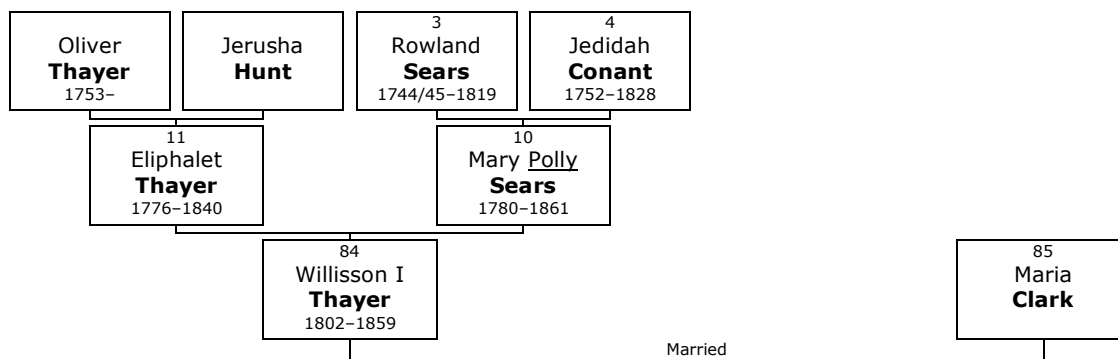 Oliver
Thayer
1753–
Jerusha
Hunt
3
Rowland
Sears
1744/45–1819
4
Jedidah
Conant
1752–1828
11
Eliphalet
Thayer
1776–1840
10
Mary Polly
Sears
1780–1861
84
Willisson I
Thayer
1802–1859
85
Maria
Clark
Married